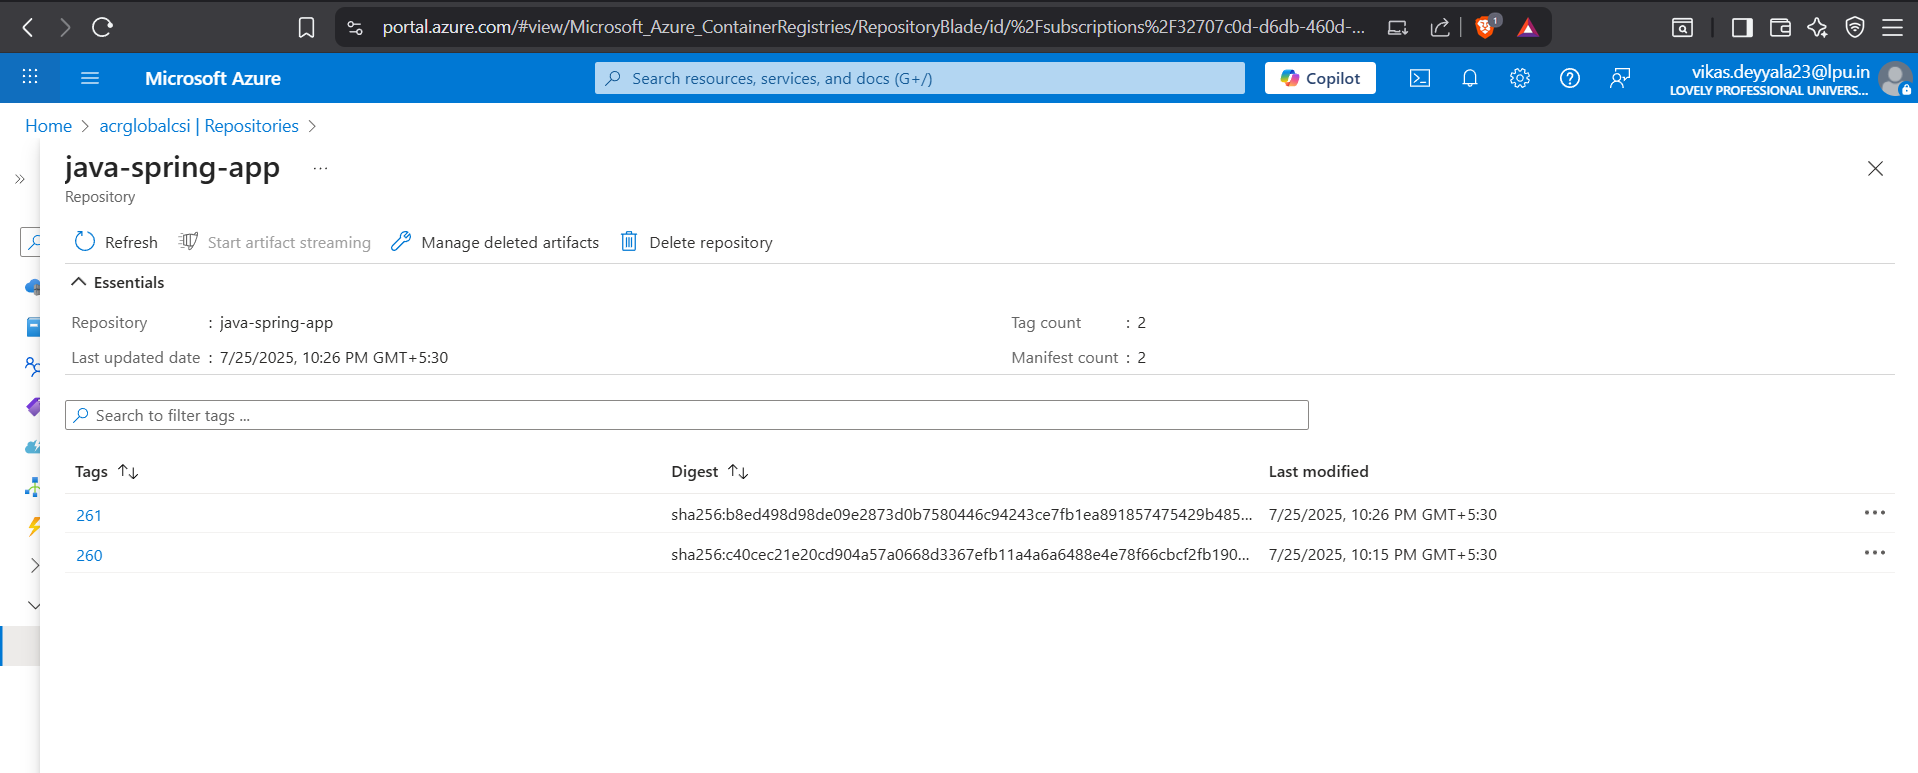 portal.azure.com/#view/Microsoft_Azure_ContainerRegistries/RepositoryBlade/id/%2Fsubscriptions%2F32707c0d-d6db-460d-...
1
Microsoft Azure
Search resources, services, and docs (G+/)
Copilot
vikas.deyyala23@lpu.in
LOVELY PROFESSIONAL UNIVERS...
Home > acrglobalcsi | Repositories >
java-spring-app ...
Repository
Refresh Start artifact streaming Manage deleted artifacts Delete repository
Essentials
Repository : java-spring-app Tag count : 2
Last updated date : 7/25/2025, 10:26 PM GMT+5:30 Manifest count : 2
Search to filter tags ...
Tags Digest Last modified
261 sha256:b8ed498d98de09e2873d0b7580446c94243ce7fb1ea891857475429b485... 7/25/2025, 10:26 PM GMT+5:30
260 sha256:c40cec21e20cd904a57a0668d3367efb11a4a6a6488e4e78f66cbcf2fb190... 7/25/2025, 10:15 PM GMT+5:30